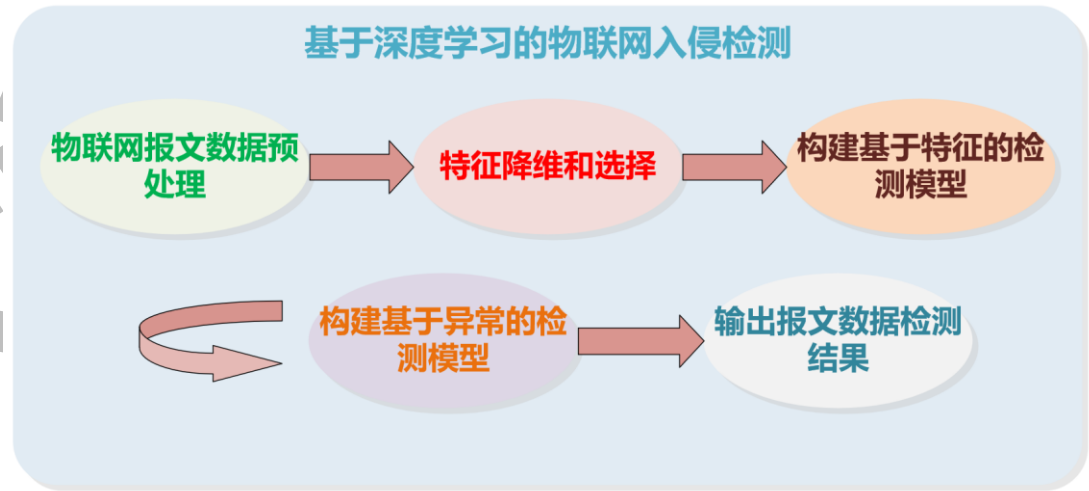 基于深度学习的物联网入侵检测
物联网报文数据预
处理
特征降维和选择
构建基于特征的检
测模型
构建基于异常的检
测模型
输出报文数据检测
结果